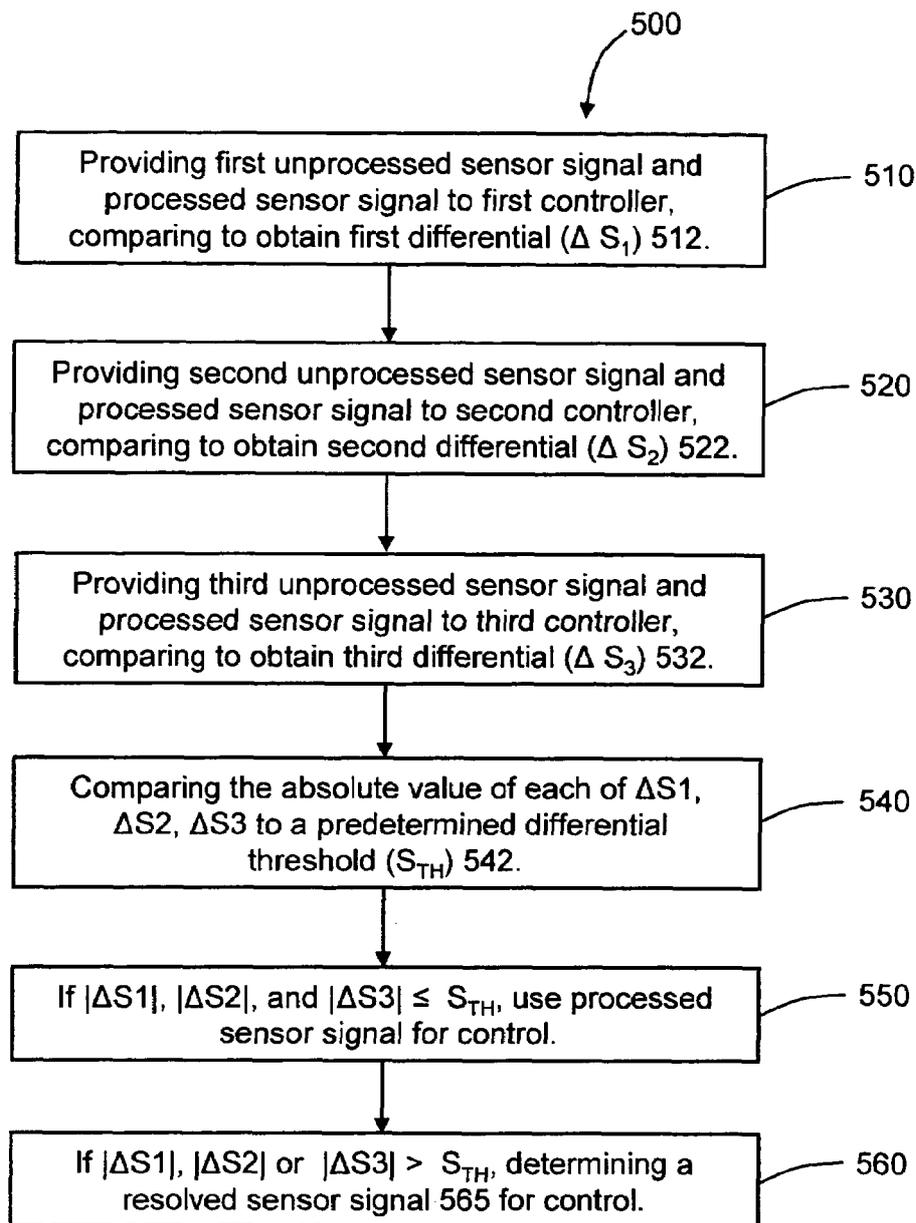 500
Providing first unprocessed sensor signal and
processed sensor signal to first controller,
comparing to obtain first differential (Δ S₁) 512.
510
Providing second unprocessed sensor signal and
processed sensor signal to second controller,
comparing to obtain second differential (Δ S₂) 522.
520
Providing third unprocessed sensor signal and
processed sensor signal to third controller,
comparing to obtain third differential (Δ S₃) 532.
530
Comparing the absolute value of each of ΔS1,
ΔS2, ΔS3 to a predetermined differential
threshold (S_TH) 542.
540
If |ΔS1|, |ΔS2|, and |ΔS3| ≤ S_TH, use processed
sensor signal for control.
550
If |ΔS1|, |ΔS2| or |ΔS3| > S_TH, determining a
resolved sensor signal 565 for control.
560